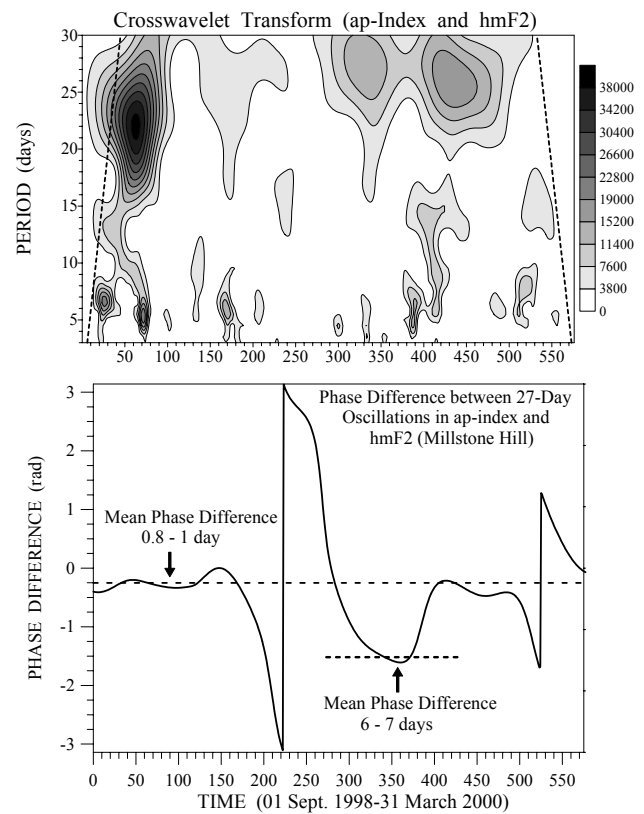 Crosswavelet Transform (ap-Index and hmF2)
30
25
20
15
10
5
PERIOD (days)
50 100 150 200 250 300 350 400 450 500 550
38000
34200
30400
26600
22800
19000
15200
11400
7600
3800
0
Phase Difference between 27-Day
Oscillations in ap-index and
hmF2 (Millstone Hill)
3
2
1
0
-1
-2
-3
PHASE DIFFERENCE (rad)
Mean Phase Difference
0.8 - 1 day
Mean Phase Difference
6 - 7 days
0 50 100 150 200 250 300 350 400 450 500 550
TIME (01 Sept. 1998-31 March 2000)